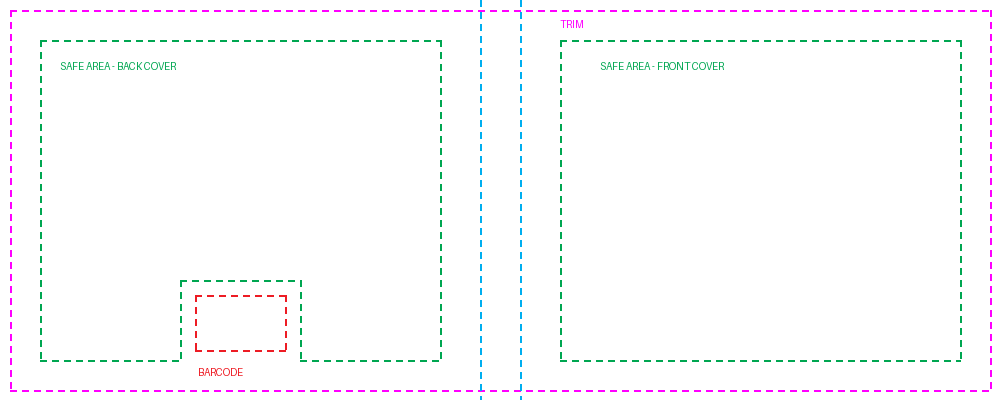 TRIM
SAFE AREA - BACK COVER
SAFE AREA - FRONT COVER
BARCODE